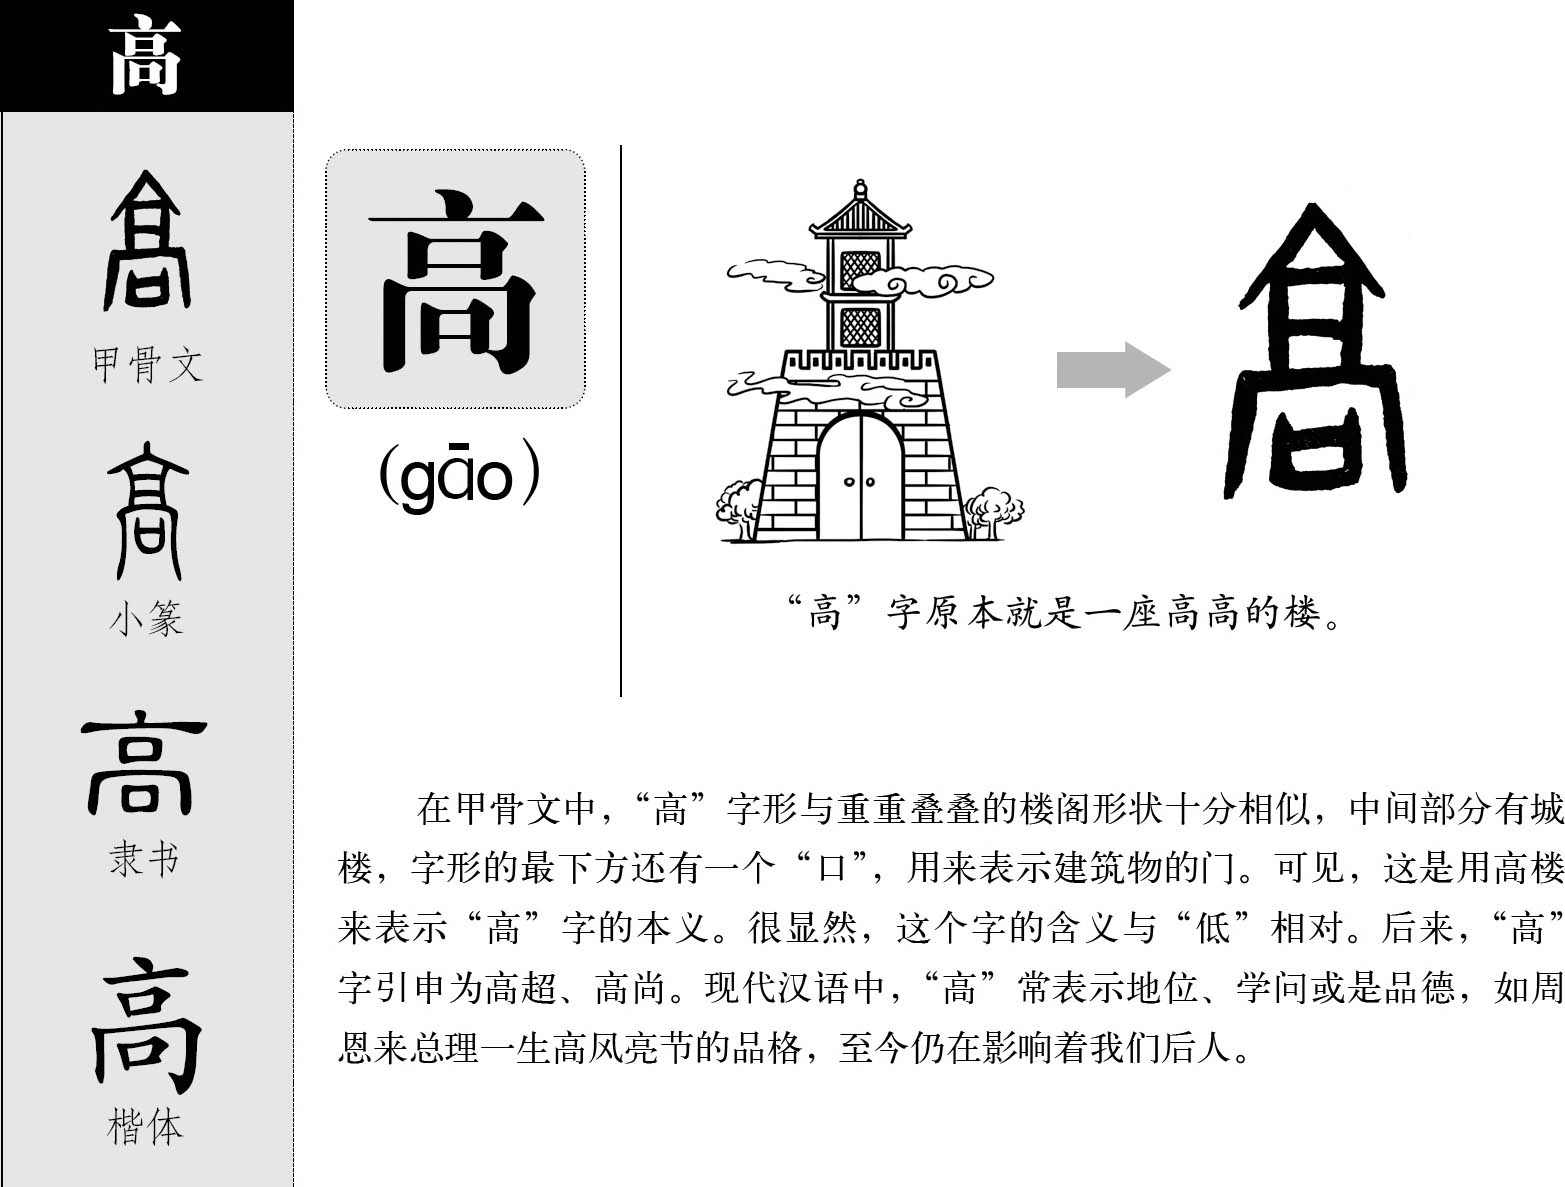 高
高
甲骨文
高
小篆
高
隶书
高
楷体
高
(gāo)
高
“高”字原本就是一座高高的楼。
在甲骨文中，“高”字形与重重叠叠的楼阁形状十分相似，中间部分有城
楼，字形的最下方还有一个“口”，用来表示建筑物的门。可见，这是用高楼
来表示“高”字的本义。很显然，这个字的含义与“低”相对。后来，“高”
字引申为高超、高尚。现代汉语中，“高”常表示地位、学问或是品德，如周
恩来总理一生高风亮节的品格，至今仍在影响着我们后人。